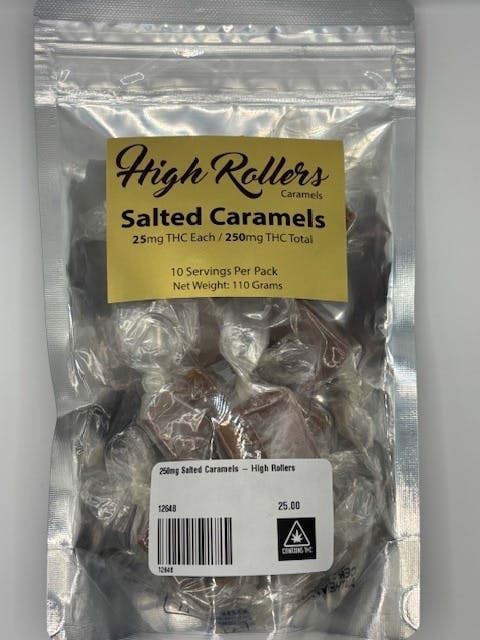 High Rollers
Caramels
Salted Caramels
25mg THC Each / 250mg THC Total
10 Servings Per Pack
Net Weight: 110 Grams
250mg Salted Caramels – High Rollers
12648
25.00
CONTAINS THC
12648